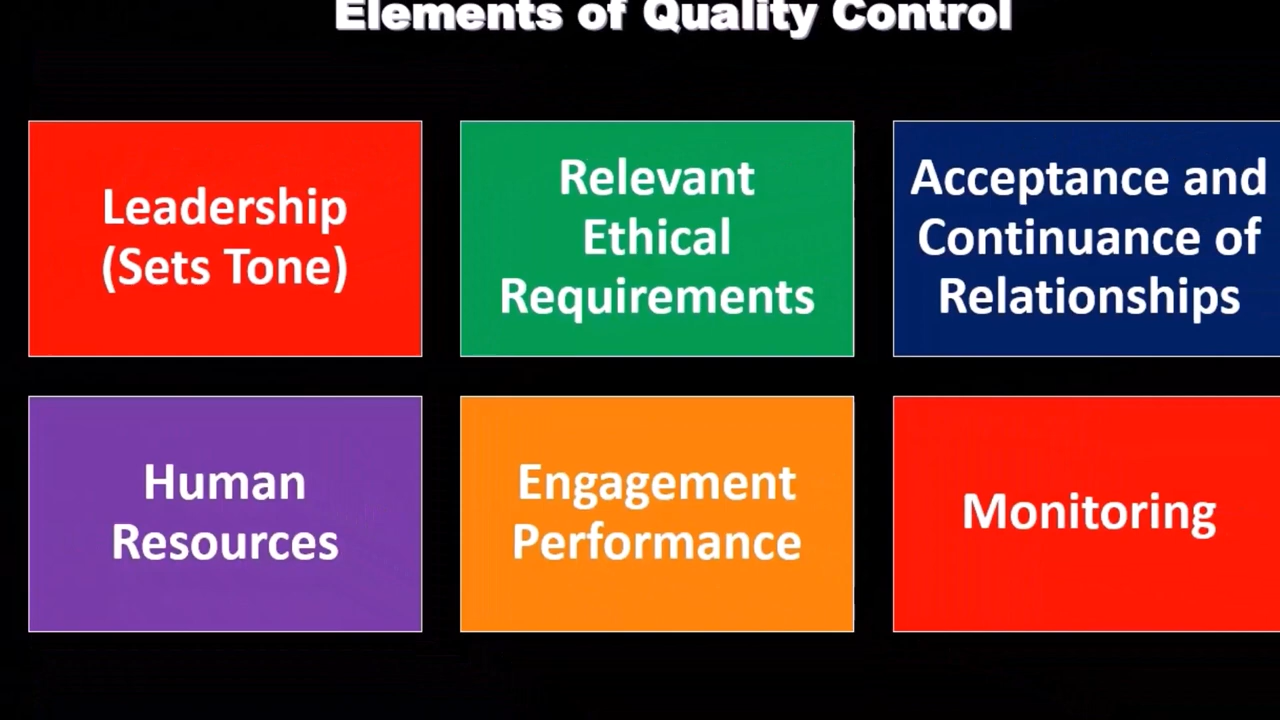 Elements of Quality Control
Leadership
(Sets Tone)
Relevant
Ethical
Requirements
Acceptance and
Continuance of
Relationships
Human
Resources
Engagement
Performance
Monitoring